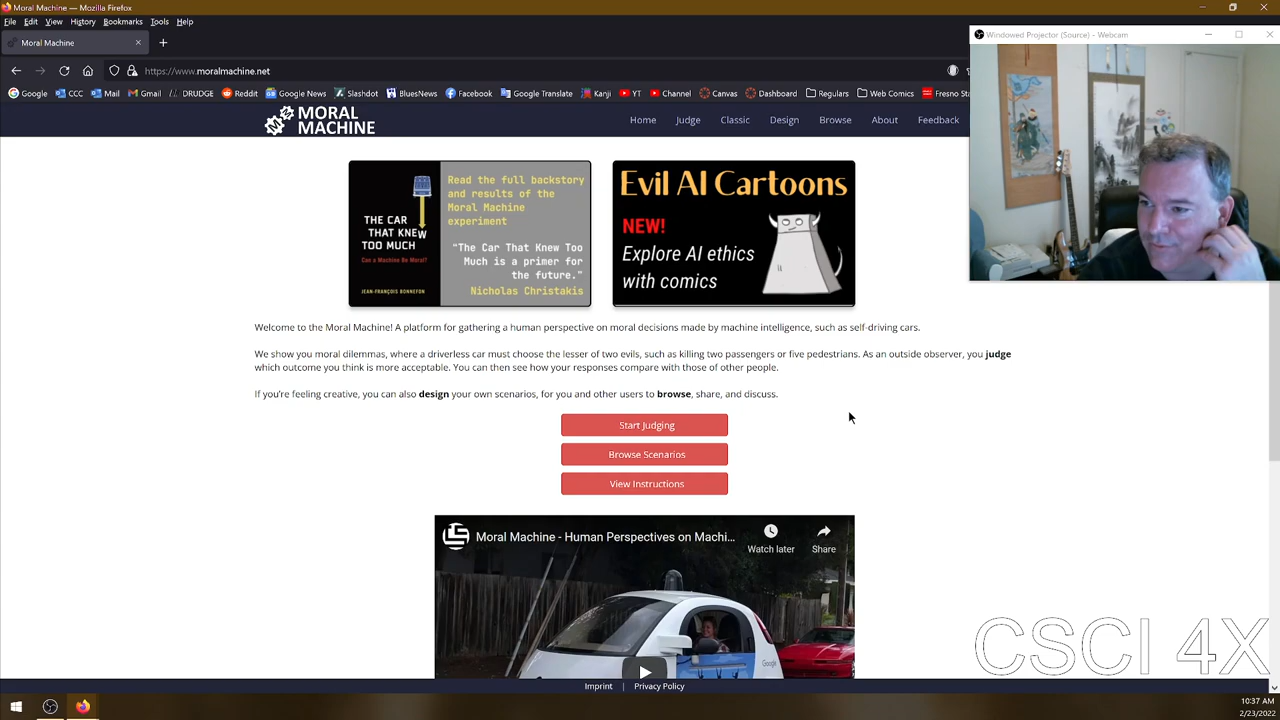 Moral Machine — Mozilla Firefox
File Edit View History Bookmarks Tools Help
Moral Machine
Windowed Projector (Source) - Webcam
https://www.moralmachine.net
Google CCC Mail Gmail DRUDGE Reddit Google News Slashdot BluesNews Facebook Google Translate Kanji YT Channel Canvas Dashboard Regulars Web Comics Fresno Sta
MORAL
MACHINE
Home Judge Classic Design Browse About Feedback
THE CAR
THAT KNEW
TOO MUCH
Can a Machine Be Moral?
JEAN-FRANÇOIS BONNEFON
Read the full backstory
and results of the
Moral Machine
experiment
"The Car That Knew Too
Much is a primer for
the future."
Nicholas Christakis
Evil AI Cartoons
NEW!
Explore AI ethics
with comics
Welcome to the Moral Machine! A platform for gathering a human perspective on moral decisions made by machine intelligence, such as self-driving cars.
We show you moral dilemmas, where a driverless car must choose the lesser of two evils, such as killing two passengers or five pedestrians. As an outside observer, you judge
which outcome you think is more acceptable. You can then see how your responses compare with those of other people.
If you're feeling creative, you can also design your own scenarios, for you and other users to browse, share, and discuss.
Start Judging
Browse Scenarios
View Instructions
Moral Machine - Human Perspectives on Machi...
Watch later
Share
Google
CSCI 4X
Imprint | Privacy Policy
10:37 AM
2/23/2022